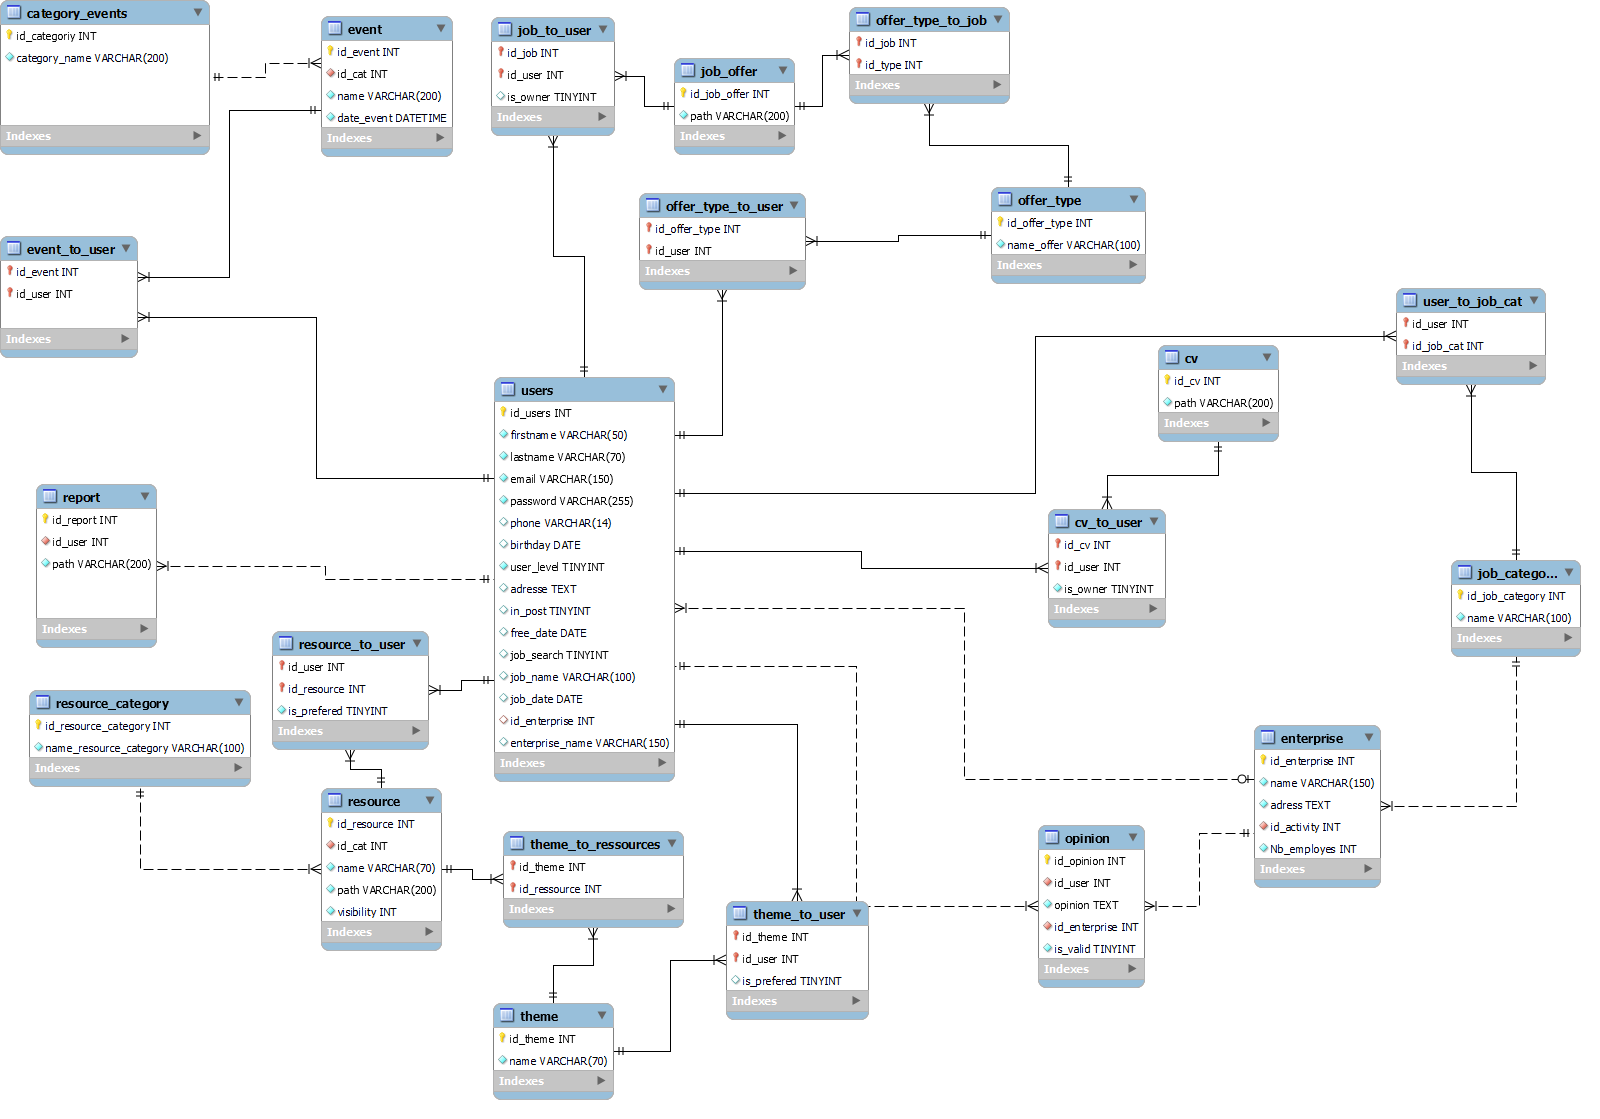 category_events
id_categoriy INT
category_name VARCHAR(200)
Indexes
event
id_event INT
id_cat INT
name VARCHAR(200)
date_event DATETIME
Indexes
job_to_user
id_job INT
id_user INT
is_owner TINYINT
Indexes
job_offer
id_job_offer INT
path VARCHAR(200)
Indexes
offer_type_to_job
id_job INT
id_type INT
Indexes
offer_type_to_user
id_offer_type INT
id_user INT
Indexes
offer_type
id_offer_type INT
name_offer VARCHAR(100)
Indexes
event_to_user
id_event INT
id_user INT
Indexes
user_to_job_cat
id_user INT
id_job_cat INT
Indexes
cv
id_cv INT
path VARCHAR(200)
Indexes
users
id_users INT
firstname VARCHAR(50)
lastname VARCHAR(70)
email VARCHAR(150)
password VARCHAR(255)
phone VARCHAR(14)
birthday DATE
user_level TINYINT
adresse TEXT
in_post TINYINT
free_date DATE
job_search TINYINT
job_name VARCHAR(100)
job_date DATE
id_enterprise INT
enterprise_name VARCHAR(150)
Indexes
report
id_report INT
id_user INT
path VARCHAR(200)
Indexes
cv_to_user
id_cv INT
id_user INT
is_owner TINYINT
Indexes
job_catego...
id_job_category INT
name VARCHAR(100)
Indexes
resource_to_user
id_user INT
id_resource INT
is_prefered TINYINT
Indexes
resource_category
id_resource_category INT
name_resource_category VARCHAR(100)
Indexes
enterprise
id_enterprise INT
name VARCHAR(150)
adress TEXT
id_activity INT
Nb_employes INT
Indexes
resource
id_resource INT
id_cat INT
name VARCHAR(70)
path VARCHAR(200)
visibility INT
Indexes
theme_to_ressources
id_theme INT
id_ressource INT
Indexes
opinion
id_opinion INT
id_user INT
opinion TEXT
id_enterprise INT
is_valid TINYINT
Indexes
theme_to_user
id_theme INT
id_user INT
is_prefered TINYINT
Indexes
theme
id_theme INT
name VARCHAR(70)
Indexes